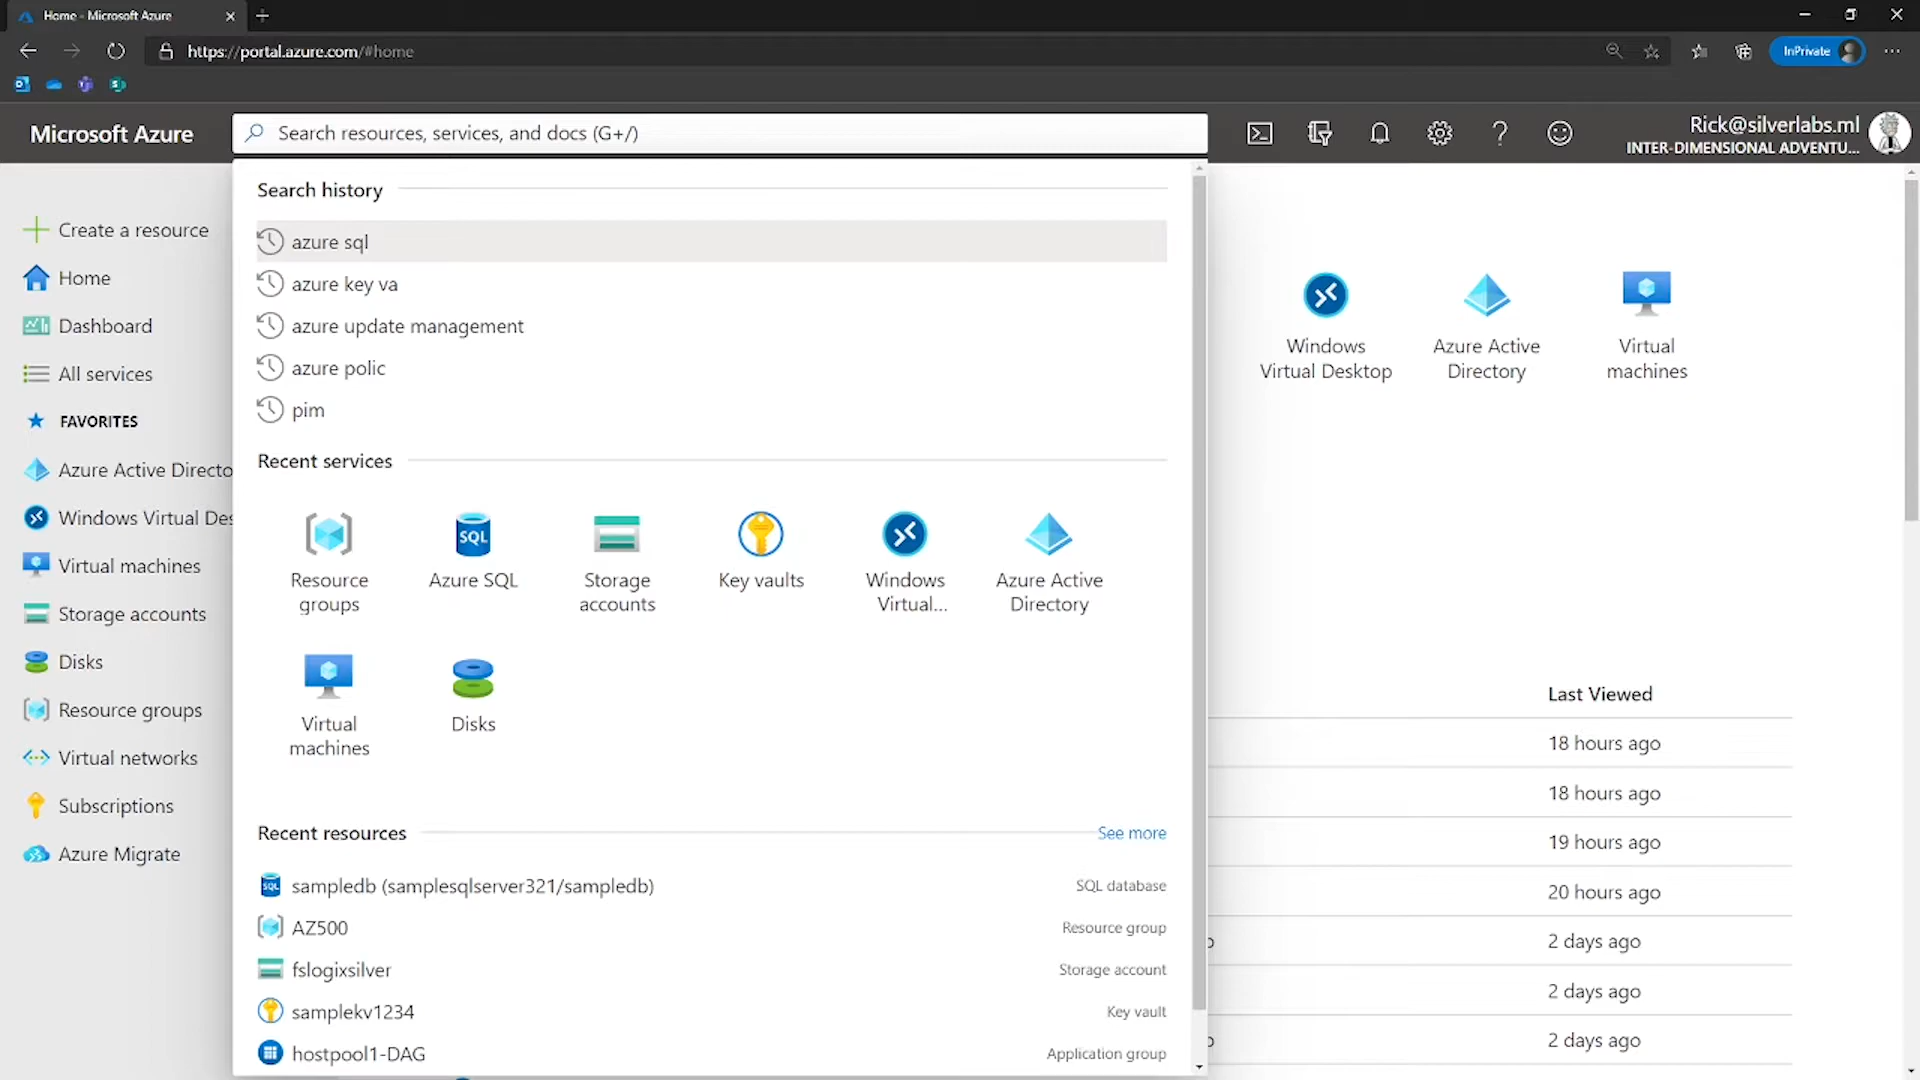 Home - Microsoft Azure
https://portal.azure.com/#home
InPrivate
Microsoft Azure
Search resources, services, and docs (G+/)
Rick@silverlabs.ml
INTER-DIMENSIONAL ADVENTU...
Create a resource
Home
Dashboard
All services
FAVORITES
Azure Active Directo
Windows Virtual Des
Virtual machines
Storage accounts
Disks
Resource groups
Virtual networks
Subscriptions
Azure Migrate
Search history
azure sql
azure key va
azure update management
azure polic
pim
Recent services
Resource
groups
SQL
Azure SQL
Storage
accounts
Key vaults
Windows
Virtual...
Azure Active
Directory
Virtual
machines
Disks
Recent resources
See more
SQL
sampledb (samplesqlserver321/sampledb)
SQL database
AZ500
Resource group
fslogixsilver
Storage account
samplekv1234
Key vault
hostpool1-DAG
Application group
Windows
Virtual Desktop
Azure Active
Directory
Virtual
machines
Last Viewed
18 hours ago
18 hours ago
19 hours ago
20 hours ago
2 days ago
2 days ago
2 days ago